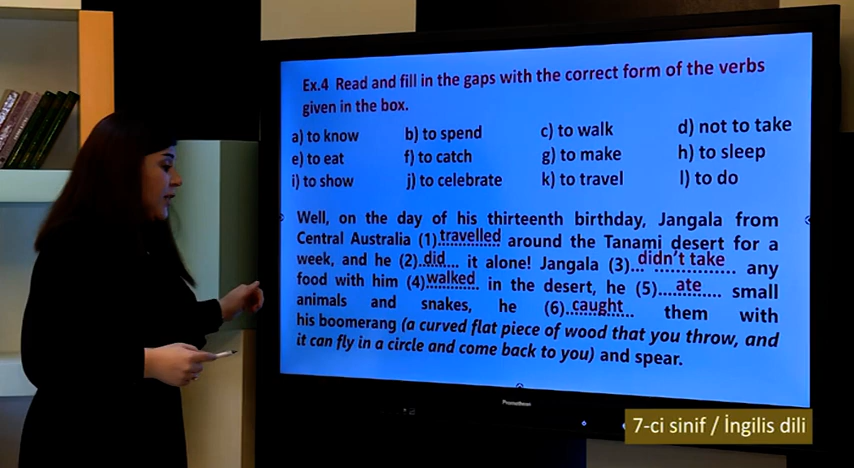 Ex.4 Read and fill in the gaps with the correct form of the verbs
given in the box.
a) to know b) to spend c) to walk d) not to take
e) to eat f) to catch g) to make h) to sleep
i) to show j) to celebrate k) to travel l) to do
Well, on the day of his thirteenth birthday, Jangala from
Central Australia (1).travelled around the Tanami desert for a
week, and he (2).did.... it alone! Jangala (3)...didn't take... any
food with him (4)walked. in the desert, he (5)....ate..... small
animals and snakes, he (6).caught.. them with
his boomerang (a curved flat piece of wood that you throw, and
it can fly in a circle and come back to you) and spear.
Promethean
7-ci sinif / İngilis dili